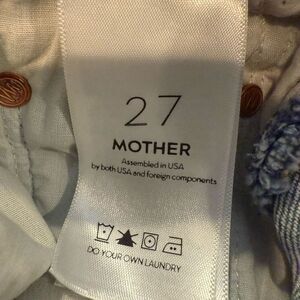 27
MOTHER
Assembled in USA
by both USA and foreign components
DO YOUR OWN LAUNDRY